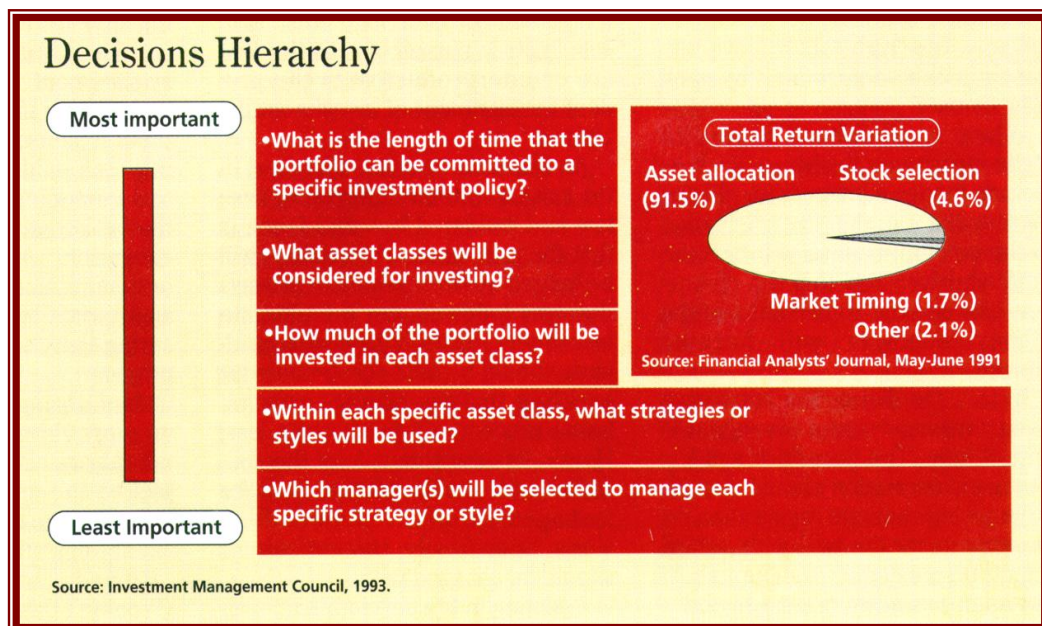 Decisions Hierarchy
Most important
•What is the length of time that the
portfolio can be committed to a
specific investment policy?
•What asset classes will be
considered for investing?
•How much of the portfolio will be
invested in each asset class?
•Within each specific asset class, what strategies or
styles will be used?
•Which manager(s) will be selected to manage each
specific strategy or style?
Least Important
Total Return Variation
Asset allocation
(91.5%)
Stock selection
(4.6%)
Market Timing (1.7%)
Other (2.1%)
Source: Financial Analysts' Journal, May-June 1991
Source: Investment Management Council, 1993.